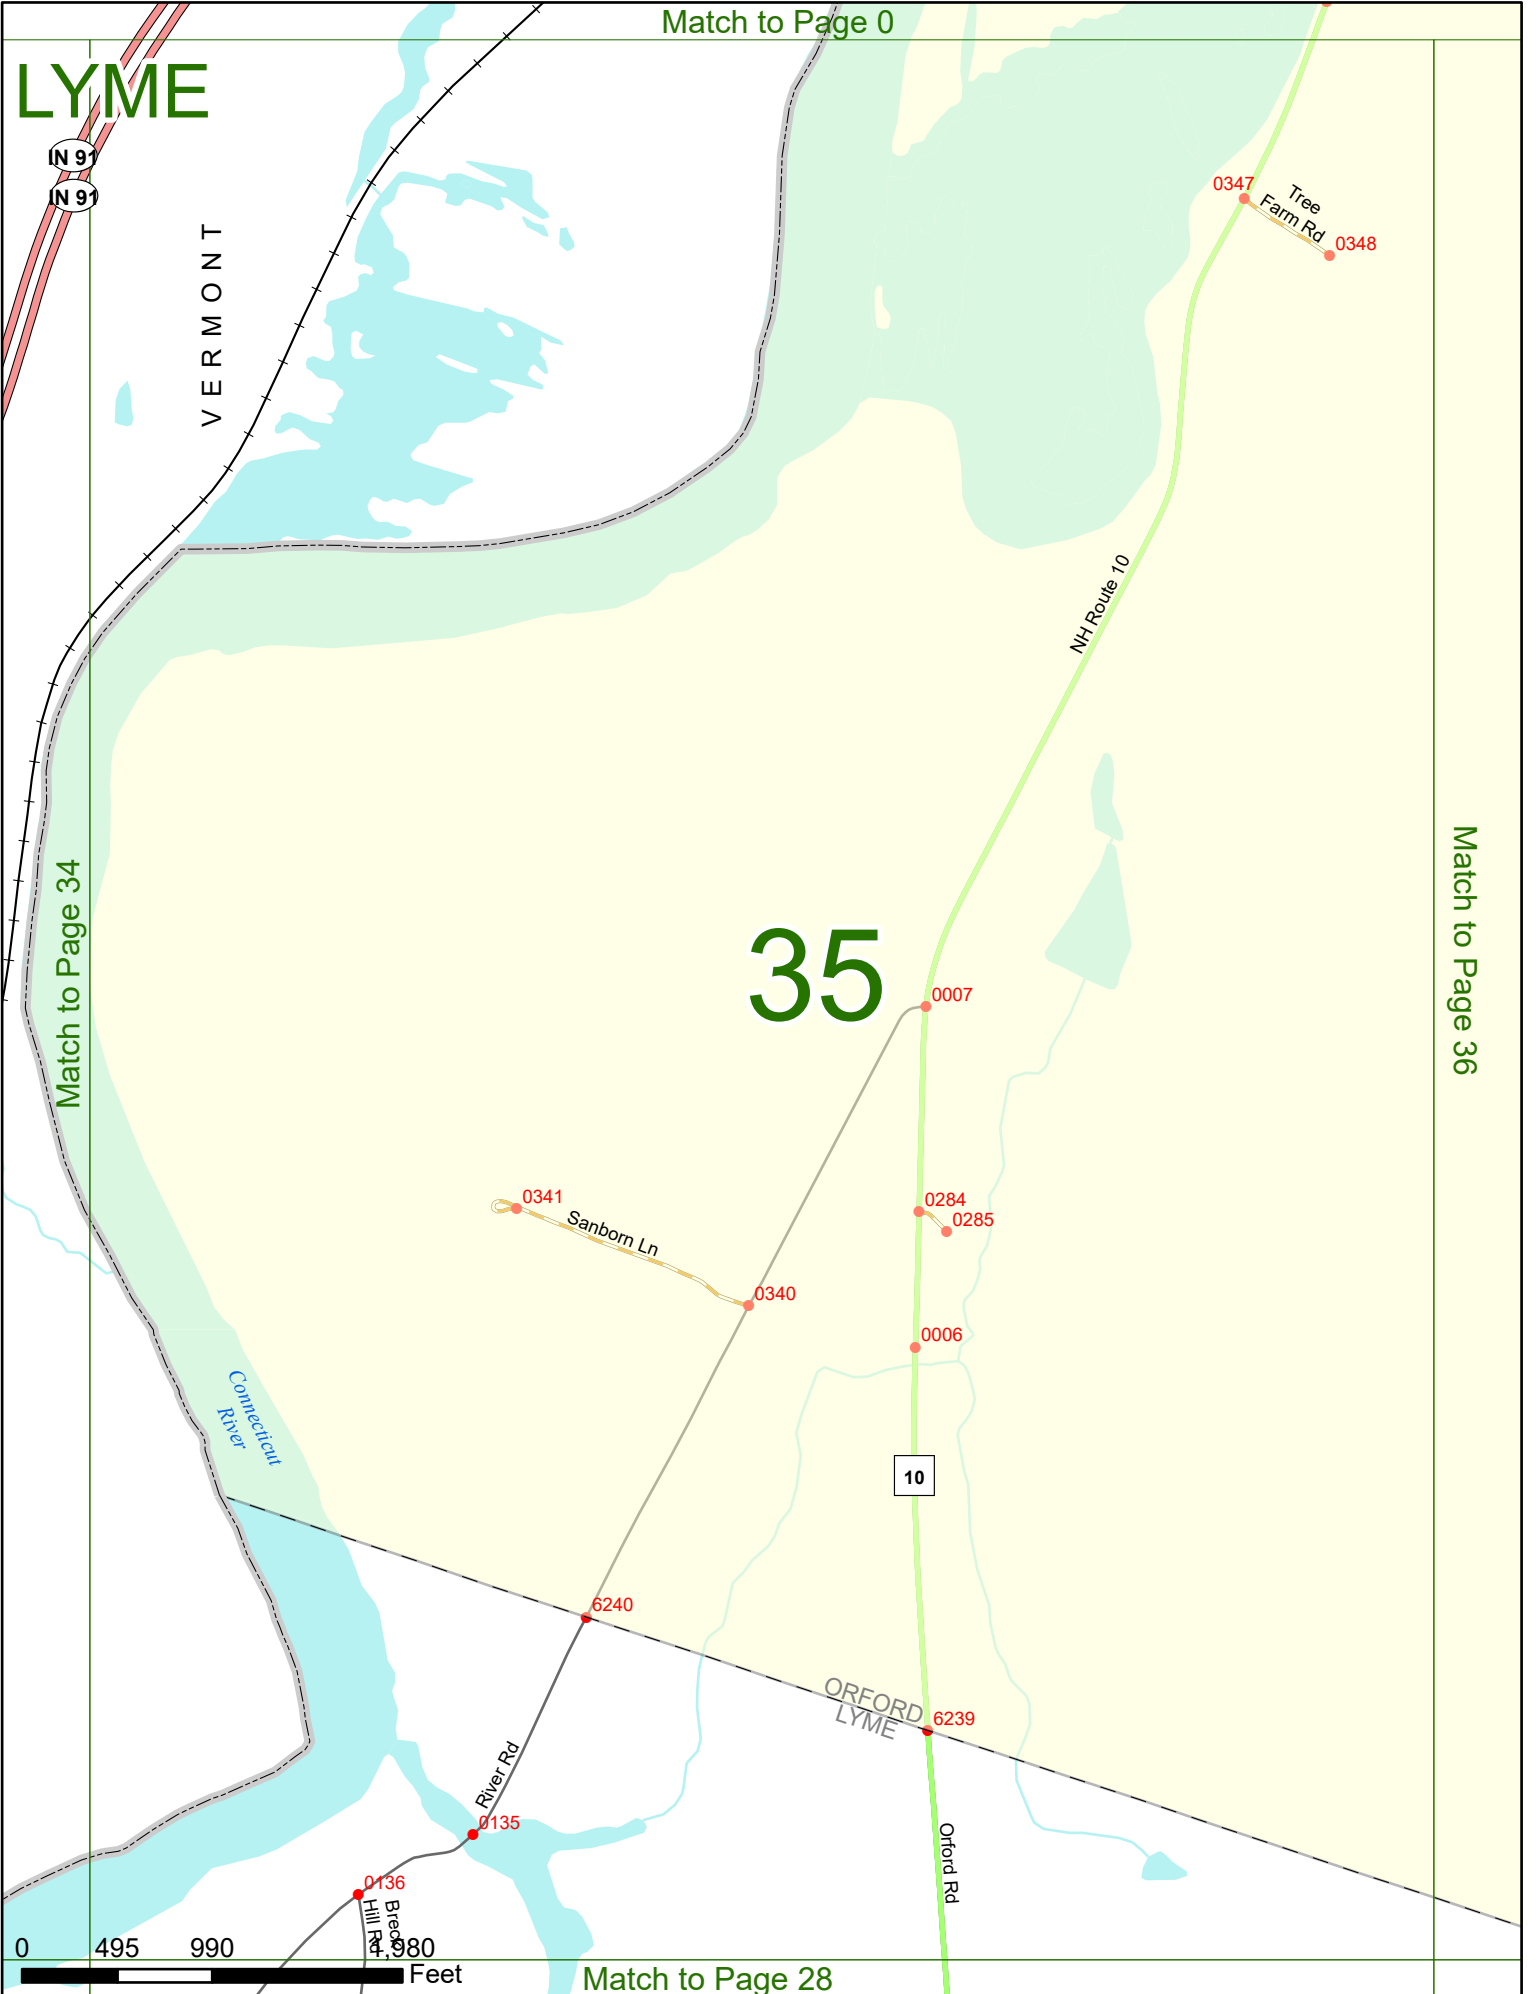 Match to Page 0
LYME
IN 91
IN 91
VERMONT
0347
Tree
Farm Rd
0348
NH Route 10
Match to Page 34
Match to Page 36
35
0007
0341
Sanborn Ln
0284
0285
0340
0006
Connecticut
River
10
6240
ORFORD
LYME
6239
River Rd
0135
Orford Rd
0136
Hill Rd
0
495
990
1,980
Feet
Match to Page 28